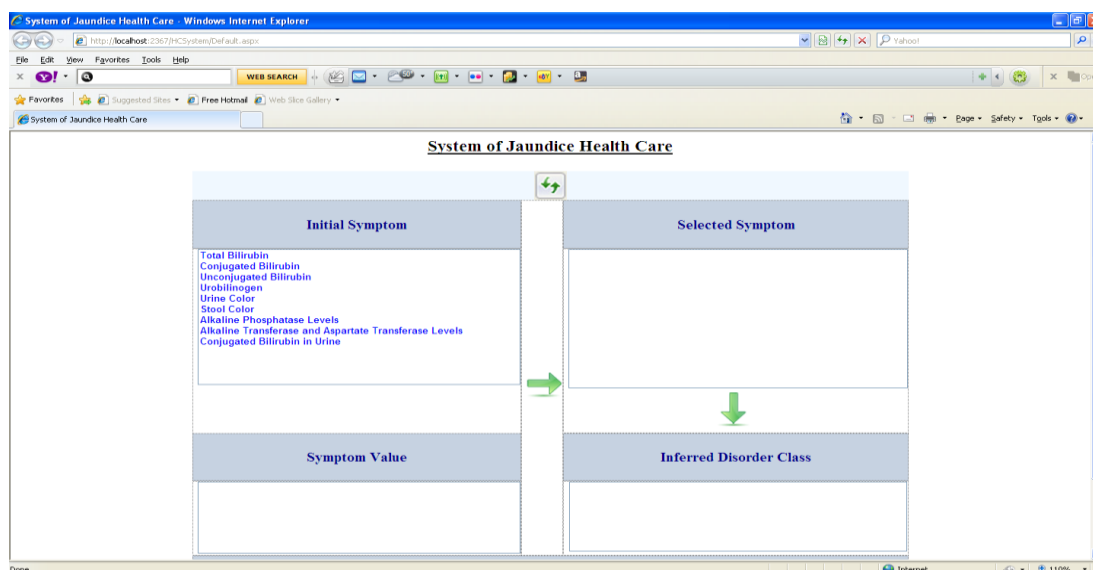 System of Jaundice Health Care - Windows Internet Explorer
http://localhost:2367/HCSystem/Default.aspx
Yahoo!
File Edit View Favorites Tools Help
WEB SEARCH
Favorites Suggested Sites Free Hotmail Web Slice Gallery
System of Jaundice Health Care
Page Safety Tools
System of Jaundice Health Care
Initial Symptom
Selected Symptom
Total Bilirubin
Conjugated Bilirubin
Unconjugated Bilirubin
Urobilinogen
Urine Color
Stool Color
Alkaline Phosphatase Levels
Alkaline Transferase and Aspartate Transferase Levels
Conjugated Bilirubin in Urine
Symptom Value
Inferred Disorder Class
Done
Internet
110%